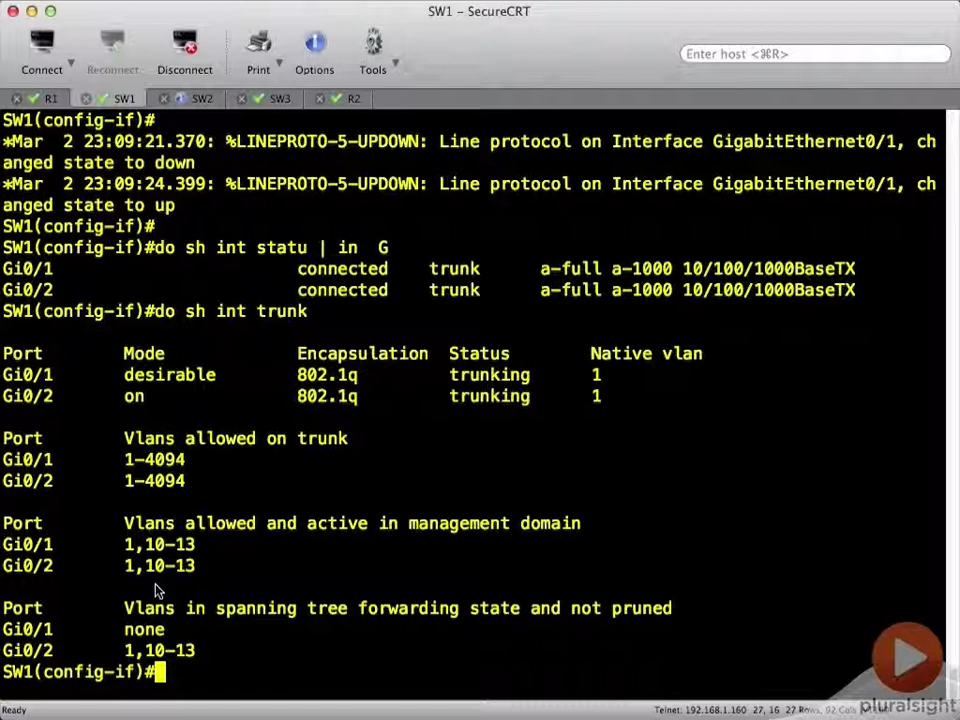 SW1 – SecureCRT
Connect Reconnect Disconnect Print Options Tools
Enter host <⌘R>
R1 SW1 SW2 SW3 R2
SW1(config-if)#
*Mar  2 23:09:21.370: %LINEPROTO-5-UPDOWN: Line protocol on Interface GigabitEthernet0/1, ch
anged state to down
*Mar  2 23:09:24.399: %LINEPROTO-5-UPDOWN: Line protocol on Interface GigabitEthernet0/1, ch
anged state to up
SW1(config-if)#
SW1(config-if)#do sh int statu | in  G
Gi0/1                        connected    trunk      a-full a-1000 10/100/1000BaseTX
Gi0/2                        connected    trunk      a-full a-1000 10/100/1000BaseTX
SW1(config-if)#do sh int trunk
Port        Mode             Encapsulation  Status        Native vlan
Gi0/1       desirable        802.1q         trunking      1
Gi0/2       on               802.1q         trunking      1
Port        Vlans allowed on trunk
Gi0/1       1-4094
Gi0/2       1-4094
Port        Vlans allowed and active in management domain
Gi0/1       1,10-13
Gi0/2       1,10-13
Port        Vlans in spanning tree forwarding state and not pruned
Gi0/1       none
Gi0/2       1,10-13
SW1(config-if)#
pluralsight
Ready
Telnet: 192.168.1.160 27, 16 27 Rows, 92 Cols